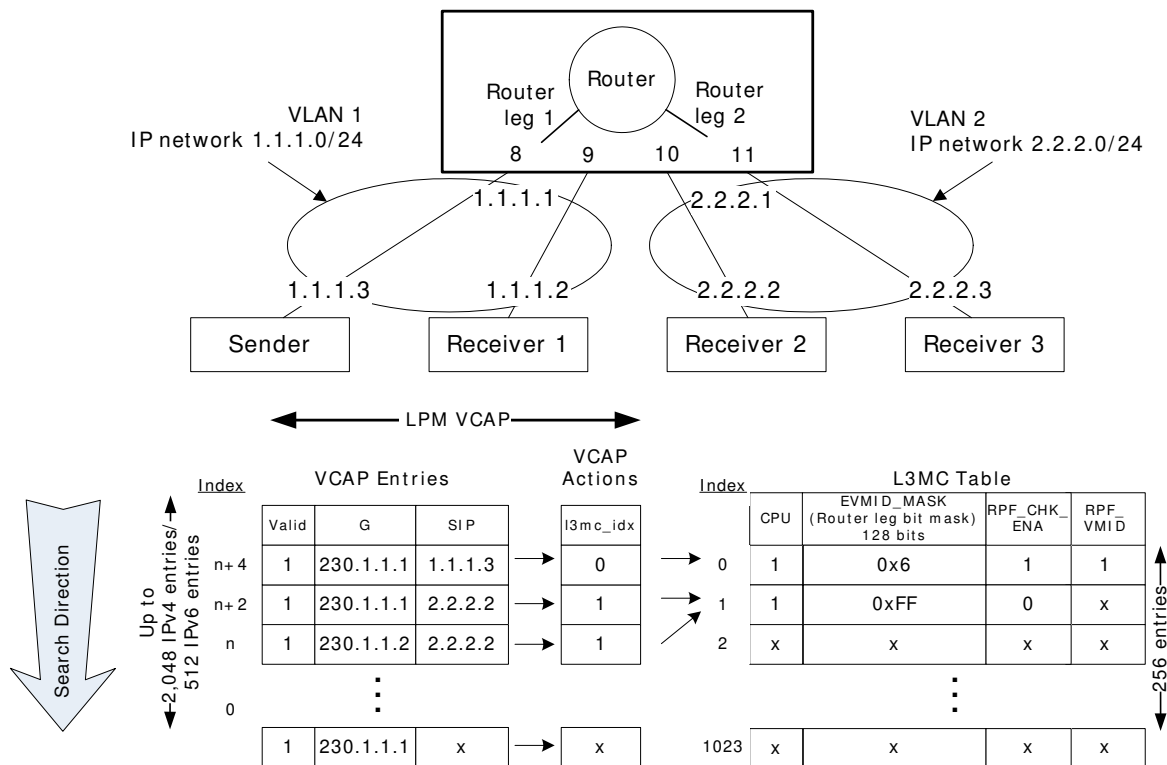 Router
Router
leg 1
Router
leg 2
8 9 10 11
VLAN 1
IP network 1.1.1.0/24
VLAN 2
IP network 2.2.2.0/24
1.1.1.1
2.2.2.1
1.1.1.3
1.1.1.2
2.2.2.2
2.2.2.3
Sender
Receiver 1
Receiver 2
Receiver 3
LPM VCAP
Search Direction
Up to
2,048 IPv4 entries/
512 IPv6 entries
Index
VCAP Entries
VCAP
Actions
Index
L3MC Table
Valid G SIP l3mc_idx CPU EVMID_MASK
(Router leg bit mask)
128 bits
RPF_CHK_
ENA
RPF_
VMID
n+4 1 230.1.1.1 1.1.1.3 0 0 1 0x6 1 1
n+2 1 230.1.1.1 2.2.2.2 1 1 1 0xFF 0 x
n 1 230.1.1.2 2.2.2.2 1 2 x x x x
0
1 230.1.1.1 x x 1023 x x x x
256 entries